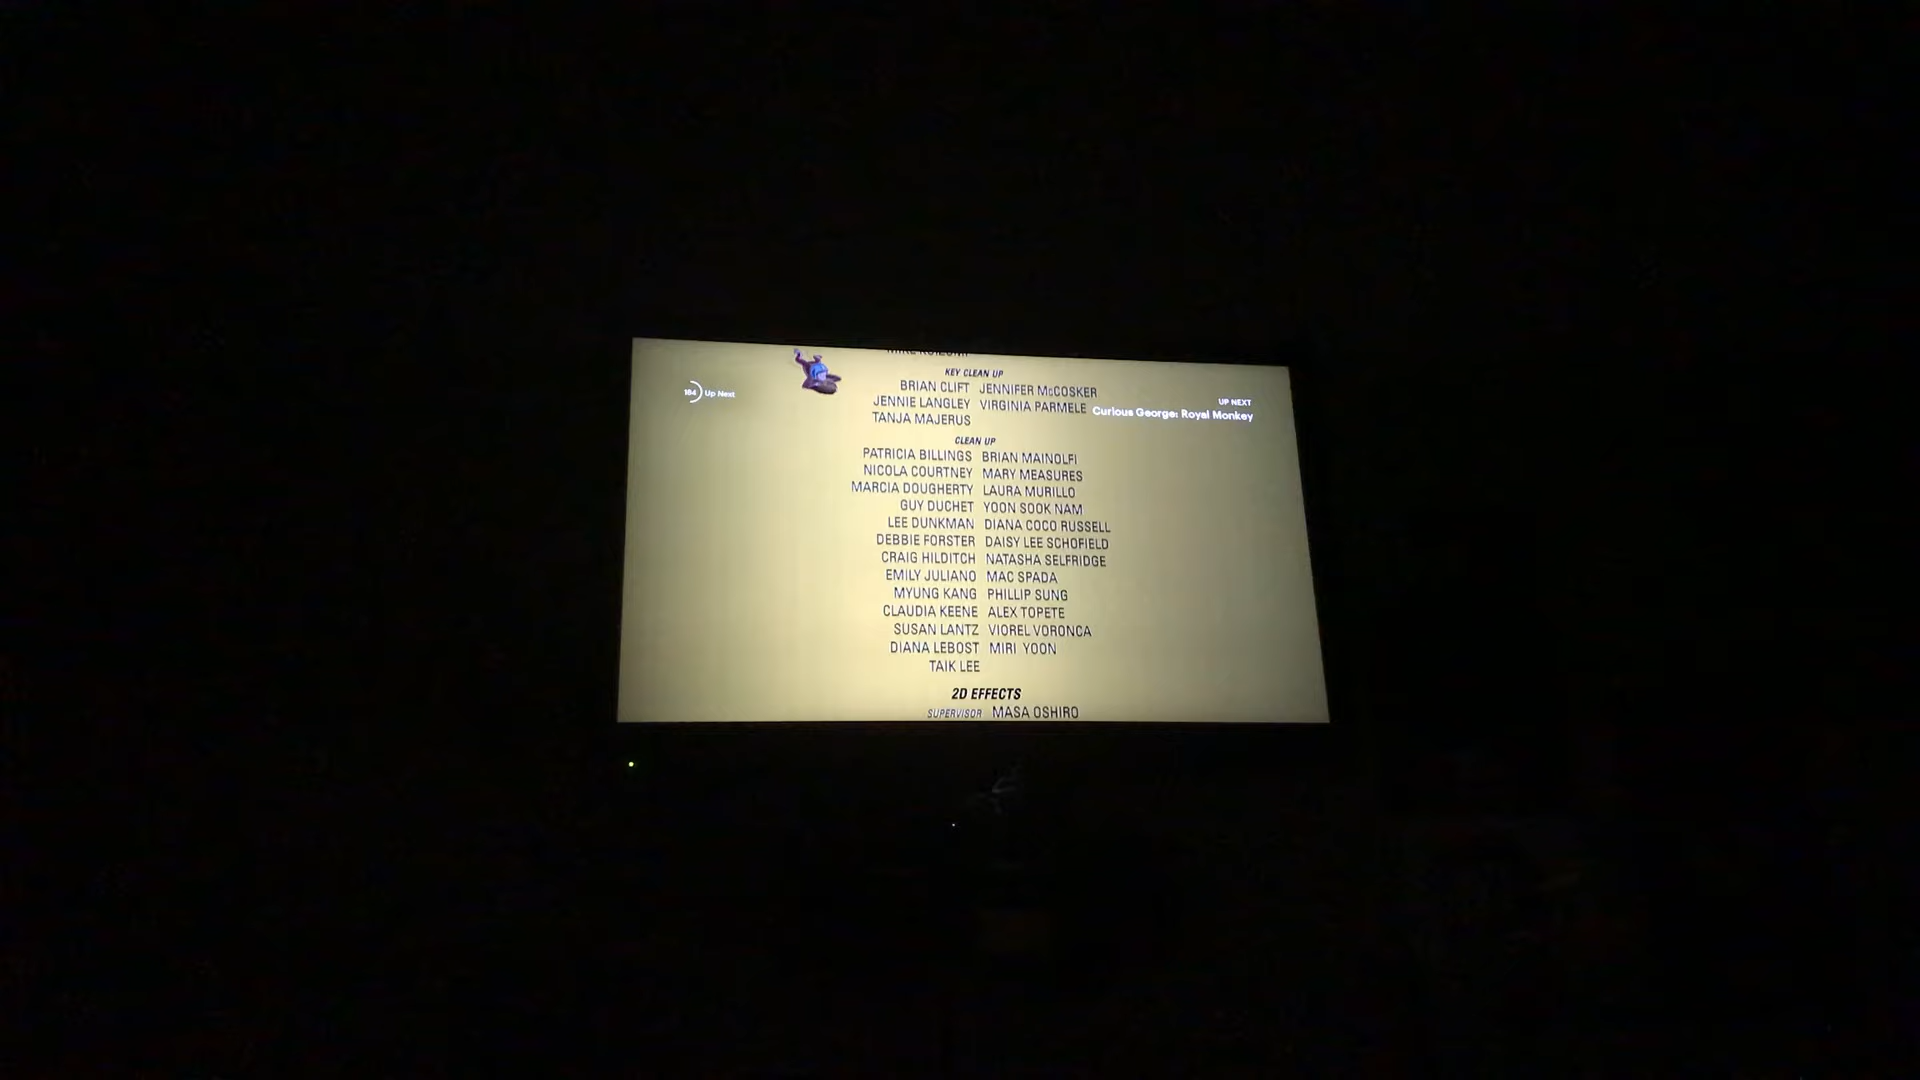 KEY CLEAN UP
BRIAN CLIFT JENNIFER McCOSKER
184 Up Next
UP NEXT
JENNIE LANGLEY VIRGINIA PARMELE
Curious George: Royal Monkey
TANJA MAJERUS
CLEAN UP
PATRICIA BILLINGS BRIAN MAINOLFI
NICOLA COURTNEY MARY MEASURES
MARCIA DOUGHERTY LAURA MURILLO
GUY DUCHET YOON SOOK NAM
LEE DUNKMAN DIANA COCO RUSSELL
DEBBIE FORSTER DAISY LEE SCHOFIELD
CRAIG HILDITCH NATASHA SELFRIDGE
EMILY JULIANO MAC SPADA
MYUNG KANG PHILLIP SUNG
CLAUDIA KEENE ALEX TOPETE
SUSAN LANTZ VIOREL VORONCA
DIANA LEBOST MIRI YOON
TAIK LEE
2D EFFECTS
SUPERVISOR MASA OSHIRO